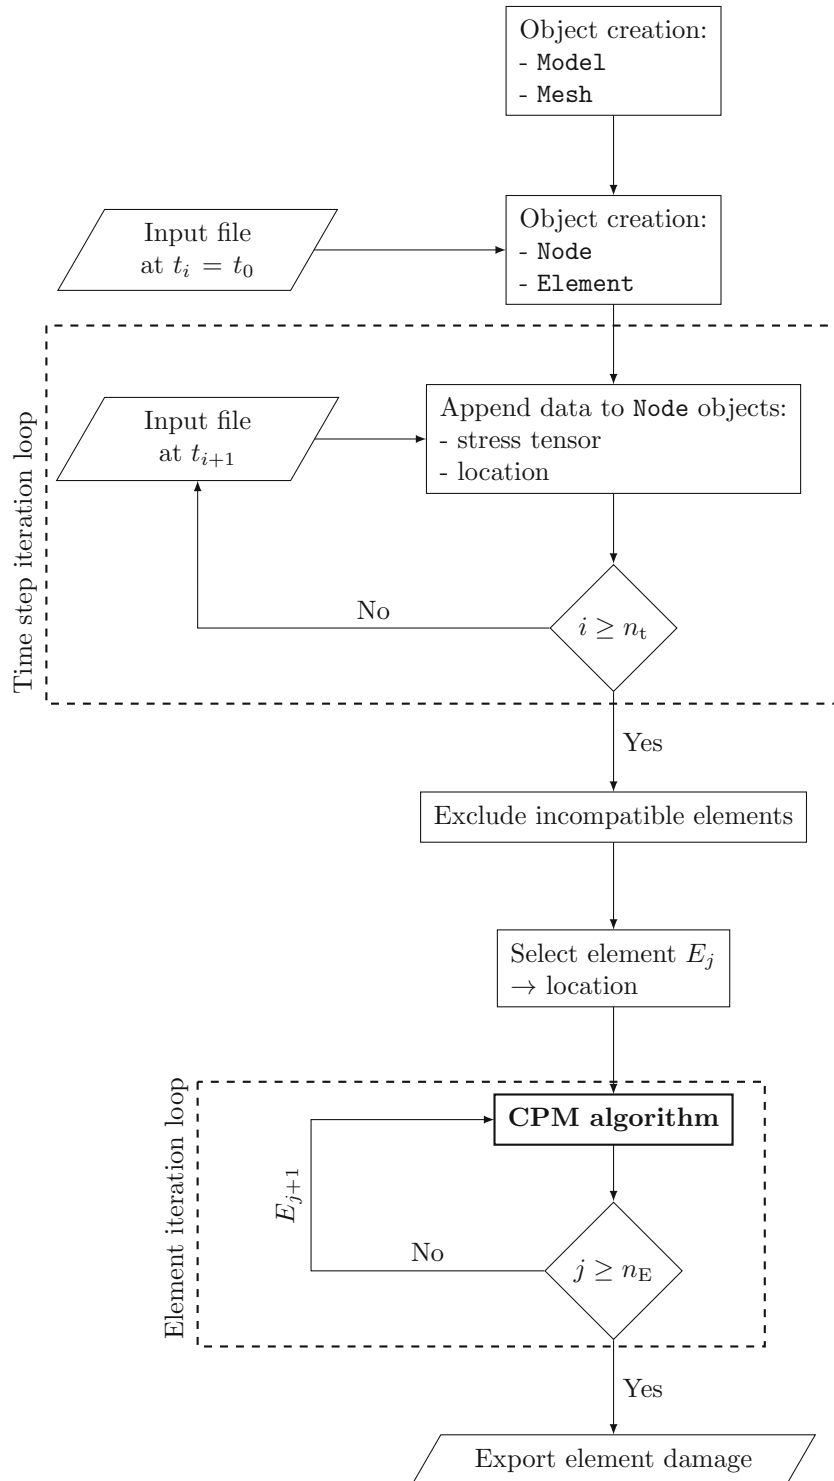 Object creation:
- Model
- Mesh
Input file
at t_i = t_0
Object creation:
- Node
- Element
Time step iteration loop
Input file
at t_{i+1}
Append data to Node objects:
- stress tensor
- location
No
i ≥ n_t
Yes
Exclude incompatible elements
Select element E_j
→ location
Element iteration loop
CPM algorithm
E_{j+1}
No
j ≥ n_E
Yes
Export element damage